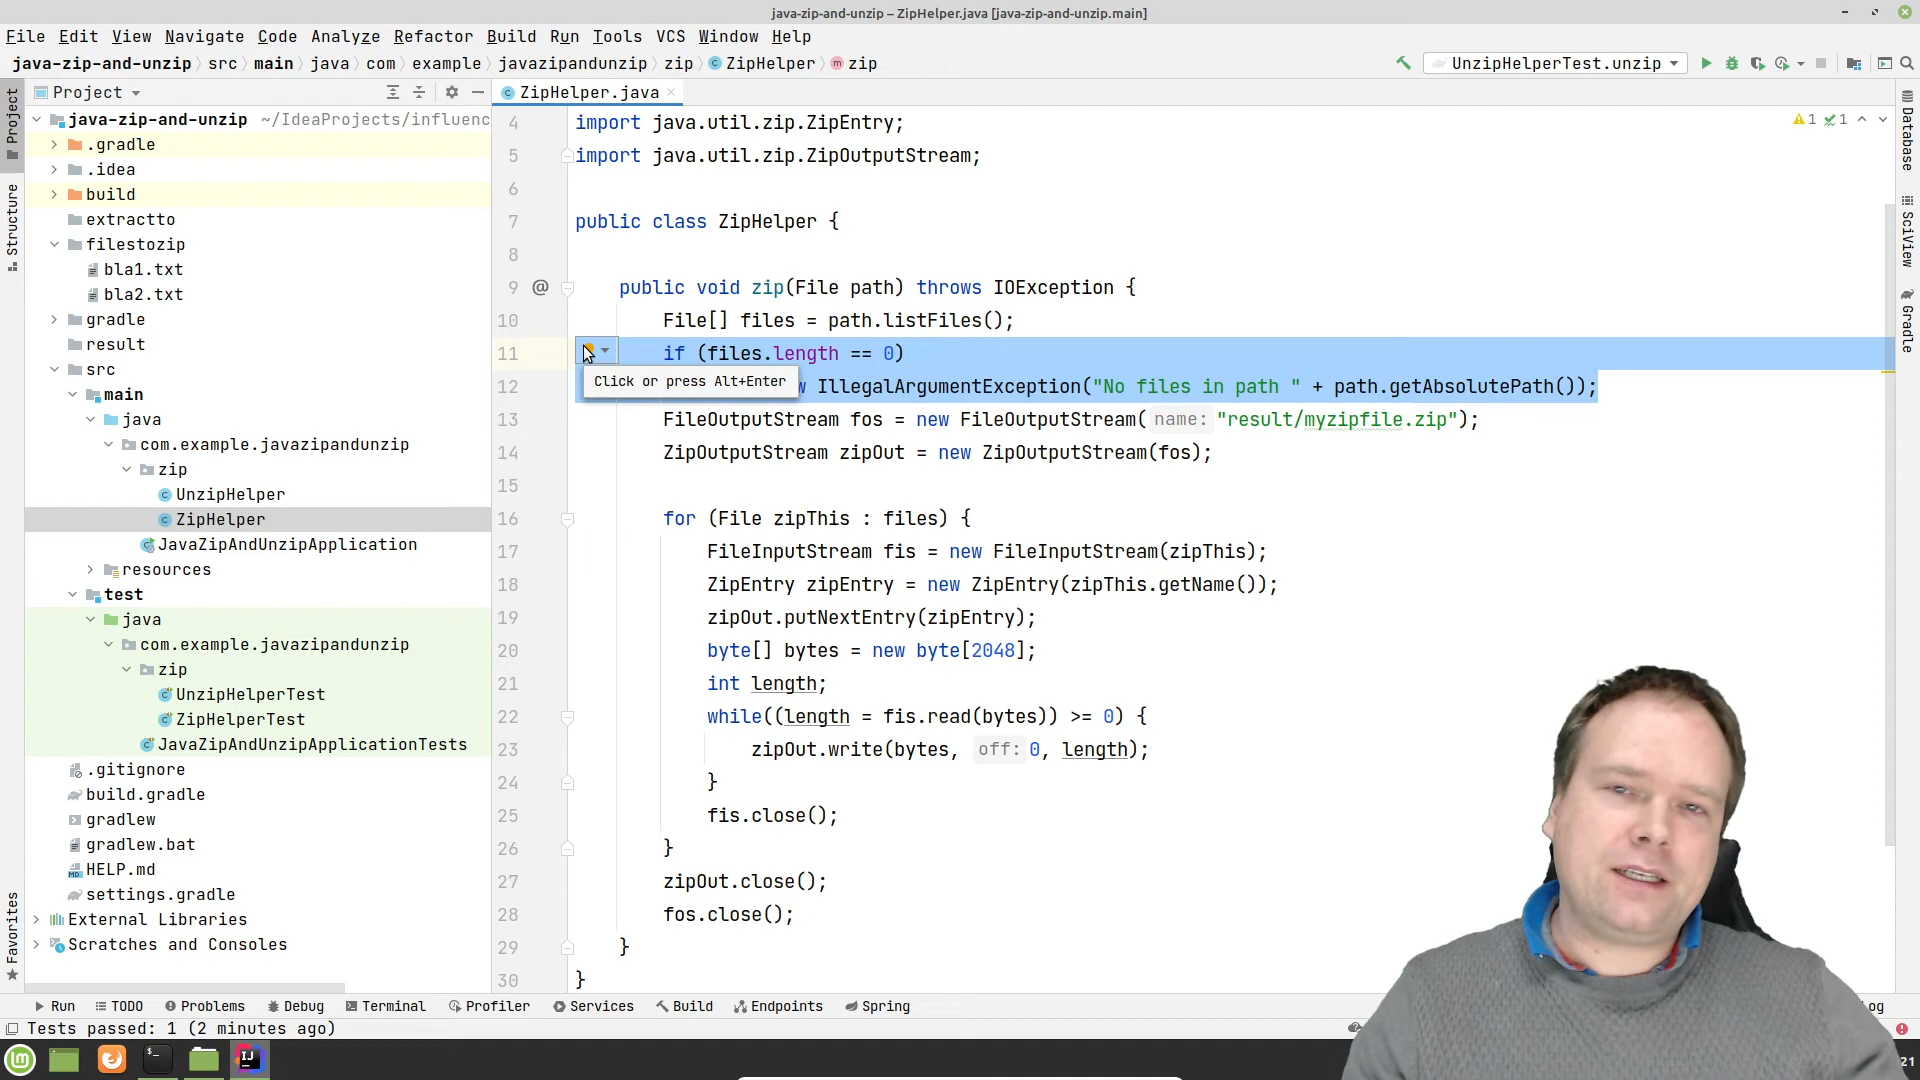 java-zip-and-unzip – ZipHelper.java [java-zip-and-unzip.main]
File Edit View Navigate Code Analyze Refactor Build Run Tools VCS Window Help
java-zip-and-unzip src main java com example javazipandunzip zip ZipHelper zip
UnzipHelperTest.unzip
Project
ZipHelper.java
Project
Structure
Favorites
Database
SciView
Gradle
java-zip-and-unzip ~/IdeaProjects/influenc
.gradle
.idea
build
extractto
filestozip
bla1.txt
bla2.txt
gradle
result
src
main
java
com.example.javazipandunzip
zip
UnzipHelper
ZipHelper
JavaZipAndUnzipApplication
resources
test
java
com.example.javazipandunzip
zip
UnzipHelperTest
ZipHelperTest
JavaZipAndUnzipApplicationTests
.gitignore
build.gradle
gradlew
gradlew.bat
HELP.md
settings.gradle
External Libraries
Scratches and Consoles
1 1
4 import java.util.zip.ZipEntry;
5 import java.util.zip.ZipOutputStream;
6
7 public class ZipHelper {
8
9 @ public void zip(File path) throws IOException {
10 File[] files = path.listFiles();
11 if (files.length == 0)
Click or press Alt+Enter
12 w IllegalArgumentException("No files in path " + path.getAbsolutePath());
13 FileOutputStream fos = new FileOutputStream( name: "result/myzipfile.zip");
14 ZipOutputStream zipOut = new ZipOutputStream(fos);
15
16 for (File zipThis : files) {
17 FileInputStream fis = new FileInputStream(zipThis);
18 ZipEntry zipEntry = new ZipEntry(zipThis.getName());
19 zipOut.putNextEntry(zipEntry);
20 byte[] bytes = new byte[2048];
21 int length;
22 while((length = fis.read(bytes)) >= 0) {
23 zipOut.write(bytes, off: 0, length);
24 }
25 fis.close();
26 }
27 zipOut.close();
28 fos.close();
29 }
30 }
Run TODO Problems Debug Terminal Profiler Services Build Endpoints Spring og
Tests passed: 1 (2 minutes ago)
IJ
21